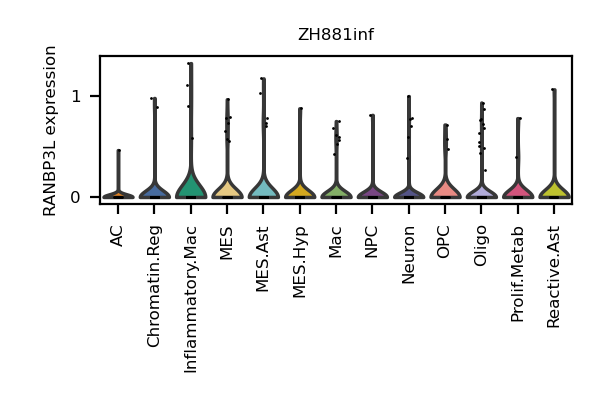 ZH881inf
RANBP3L expression
1
0
AC
Chromatin.Reg
Inflammatory.Mac
MES
MES.Ast
MES.Hyp
Mac
NPC
Neuron
OPC
Oligo
Prolif.Metab
Reactive.Ast